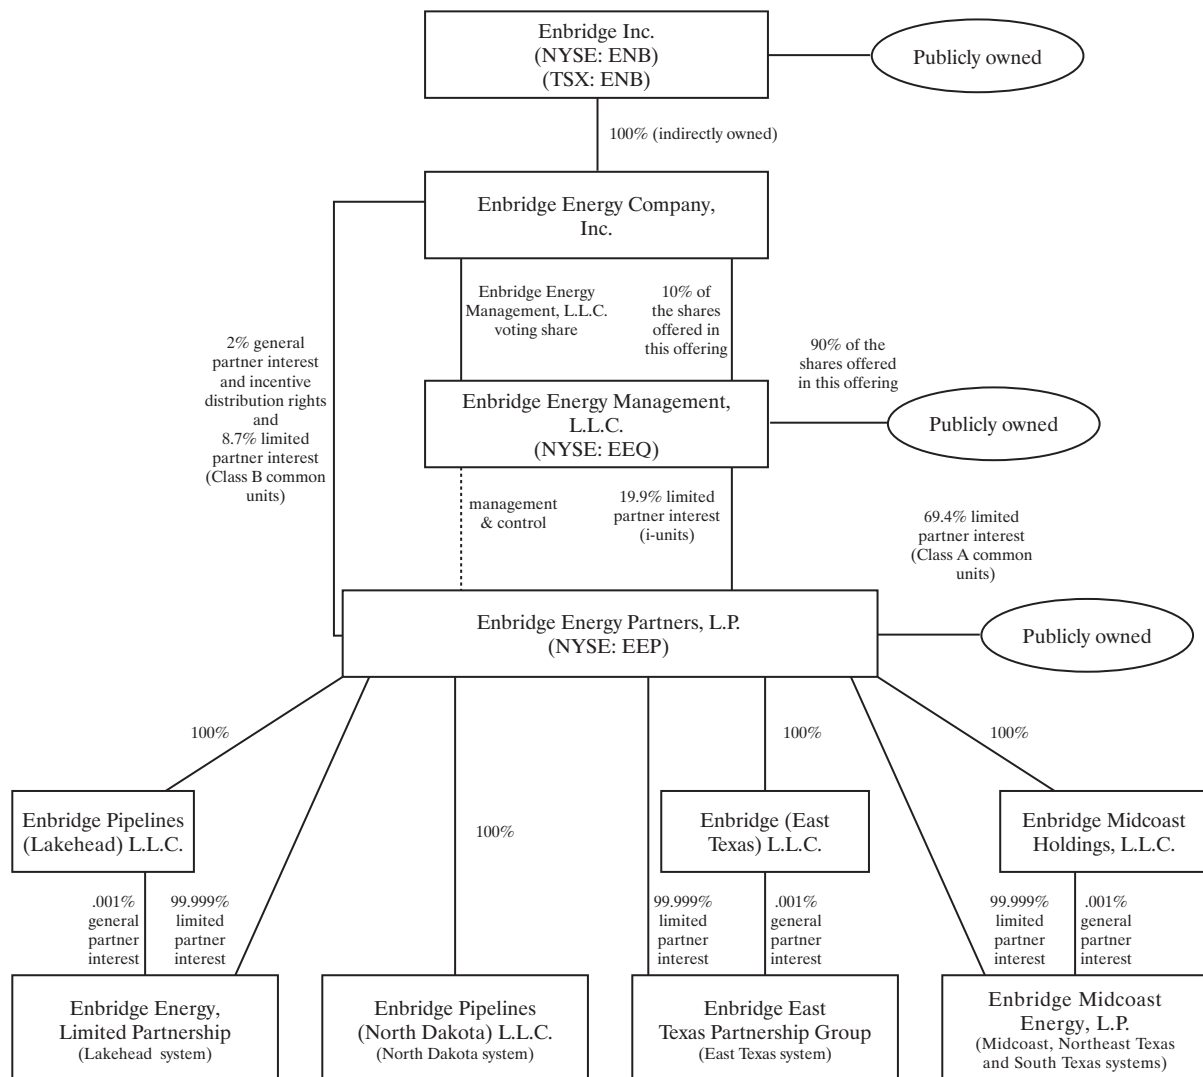 Enbridge Inc.
(NYSE: ENB)
(TSX: ENB)
Publicly owned
100% (indirectly owned)
Enbridge Energy Company,
Inc.
Enbridge Energy
Management, L.L.C.
voting share
10% of
the shares
offered in
this offering
2% general
partner interest
and incentive
distribution rights
and
8.7% limited
partner interest
(Class B common
units)
90% of the
shares offered
in this offering
Enbridge Energy Management,
L.L.C.
(NYSE: EEQ)
Publicly owned
management
& control
19.9% limited
partner interest
(i-units)
69.4% limited
partner interest
(Class A common
units)
Enbridge Energy Partners, L.P.
(NYSE: EEP)
Publicly owned
100%
100%
100%
100%
Enbridge Pipelines
(Lakehead) L.L.C.
Enbridge (East
Texas) L.L.C.
Enbridge Midcoast
Holdings, L.L.C.
.001%
general
partner
interest
99.999%
limited
partner
interest
99.999%
limited
partner
interest
.001%
general
partner
interest
99.999%
limited
partner
interest
.001%
general
partner
interest
Enbridge Energy,
Limited Partnership
(Lakehead system)
Enbridge Pipelines
(North Dakota) L.L.C.
(North Dakota system)
Enbridge East
Texas Partnership Group
(East Texas system)
Enbridge Midcoast
Energy, L.P.
(Midcoast, Northeast Texas
and South Texas systems)